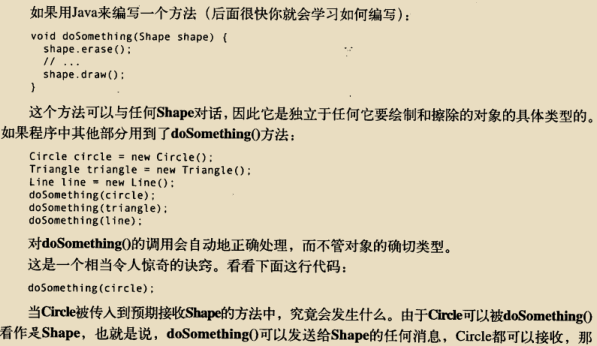 如果用Java来编写一个方法（后面很快你就会学习如何编写）：
void doSomething(Shape shape) {
shape.erase();
// ...
shape.draw();
}
这个方法可以与任何Shape对话，因此它是独立于任何它要绘制和擦除的对象的具体类型的。
如果程序中其他部分用到了doSomething()方法：
Circle circle = new Circle();
Triangle triangle = new Triangle();
Line line = new Line();
doSomething(circle);
doSomething(triangle);
doSomething(line);
对doSomething()的调用会自动地正确处理，而不管对象的确切类型。
这是一个相当令人惊奇的诀窍。看看下面这行代码：
doSomething(circle);
当Circle被传入到预期接收Shape的方法中，究竟会发生什么。由于Circle可以被doSomething()
看作是Shape，也就是说，doSomething()可以发送给Shape的任何消息，Circle都可以接收，那